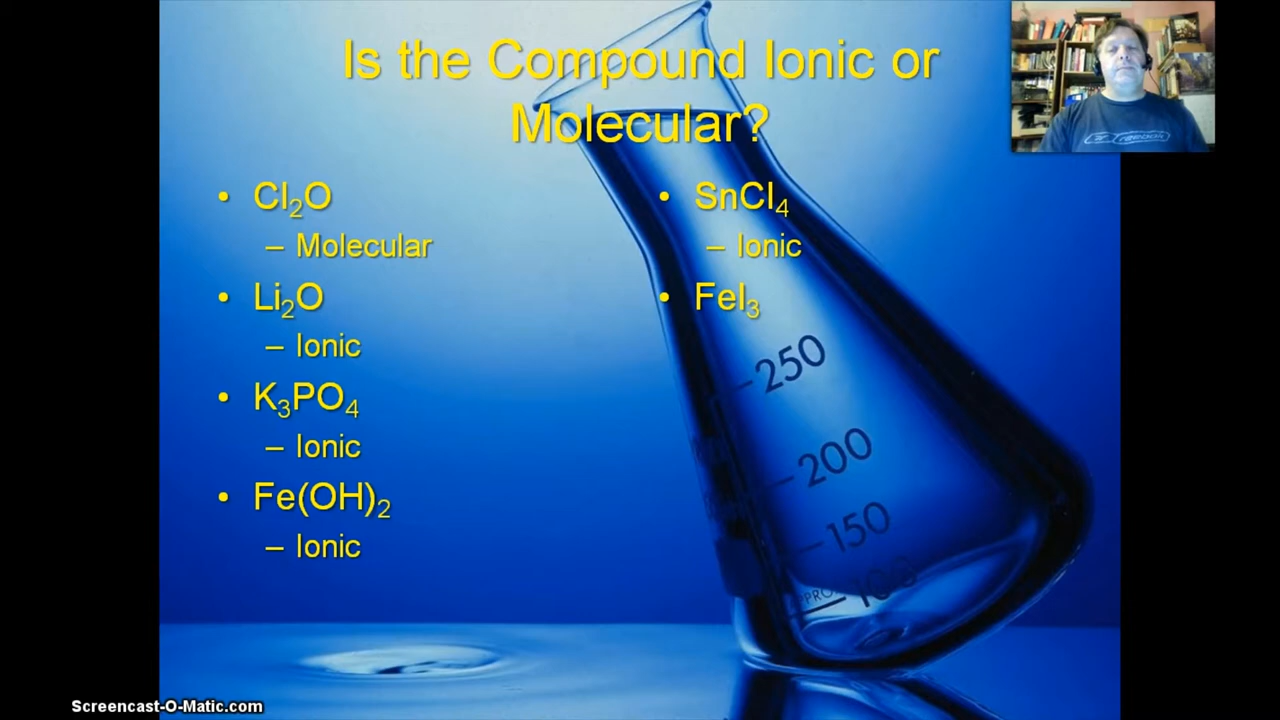 Is the Compound Ionic or
Molecular?
• Cl₂O
– Molecular
• Li₂O
– Ionic
• K₃PO₄
– Ionic
• Fe(OH)₂
– Ionic
• SnCl₄
– Ionic
• FeI₃
250
200
150
100
Screencast-O-Matic.com